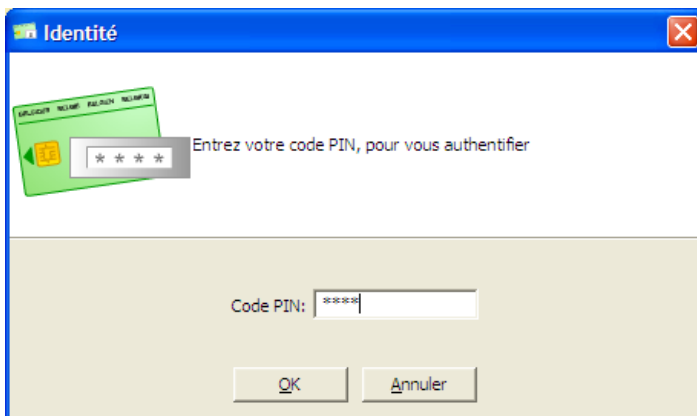 Identité
* * * *
Entrez votre code PIN, pour vous authentifier
Code PIN: ****
OK
Annuler